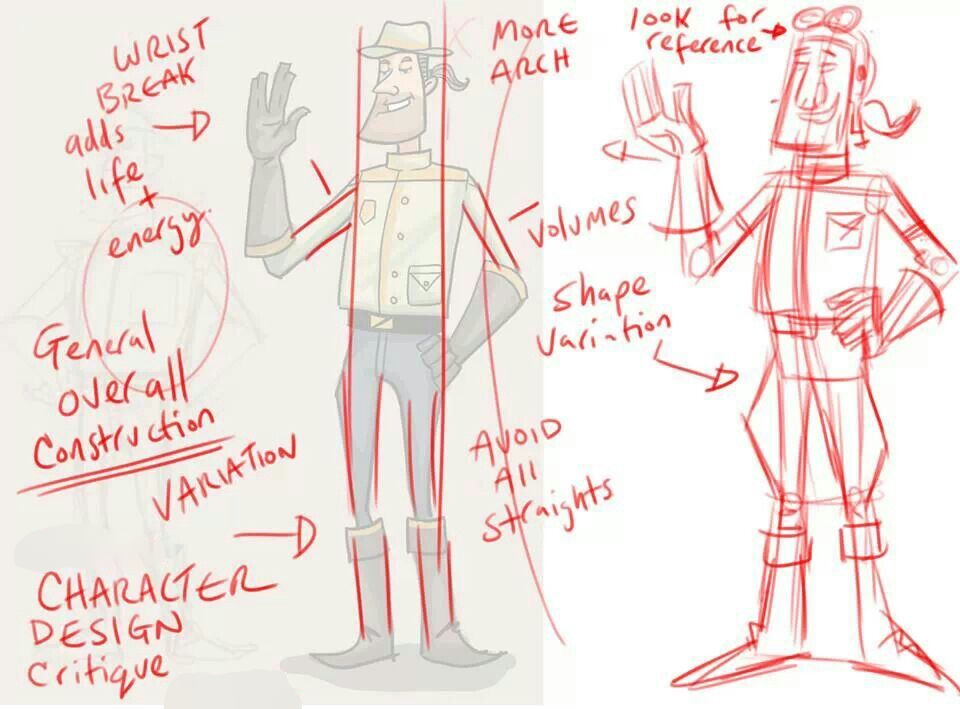 WRIST
BREAK
adds
life
+
energy.
General
overall
Construction
VARIATION
CHARACTER
DESIGN
Critique
MORE
ARCH
VOLUMES
Shape
Variation
AVOID
All
Straights
look for
reference